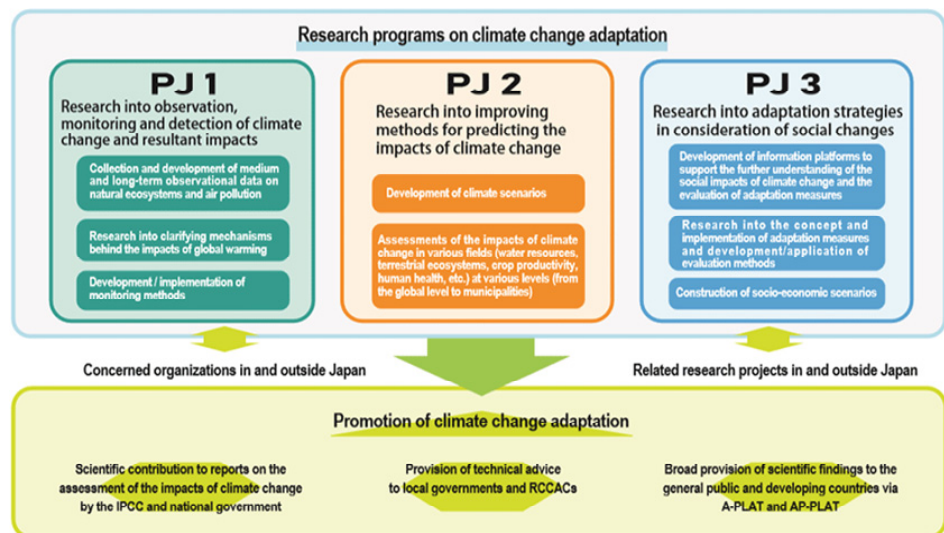 Research programs on climate change adaptation
PJ 1
Research into observation,
monitoring and detection of climate
change and resultant impacts
Collection and development of medium
and long-term observational data on
natural ecosystems and air pollution
Research into clarifying mechanisms
behind the impacts of global warming
Development / implementation of
monitoring methods
PJ 2
Research into improving
methods for predicting the
impacts of climate change
Development of climate scenarios
Assessments of the impacts of climate
change in various fields (water resources,
terrestrial ecosystems, crop productivity,
human health, etc.) at various levels (from
the global level to municipalities)
PJ 3
Research into adaptation strategies
in consideration of social changes
Development of information platforms to
support the further understanding of the
social impacts of climate change and the
evaluation of adaptation measures
Research into the concept and
implementation of adaptation measures
and development/application of
evaluation methods
Construction of socio-economic scenarios
Concerned organizations in and outside Japan
Related research projects in and outside Japan
Promotion of climate change adaptation
Scientific contribution to reports on the
assessment of the impacts of climate change
by the IPCC and national government
Provision of technical advice
to local governments and RCCACs
Broad provision of scientific findings to the
general public and developing countries via
A-PLAT and AP-PLAT